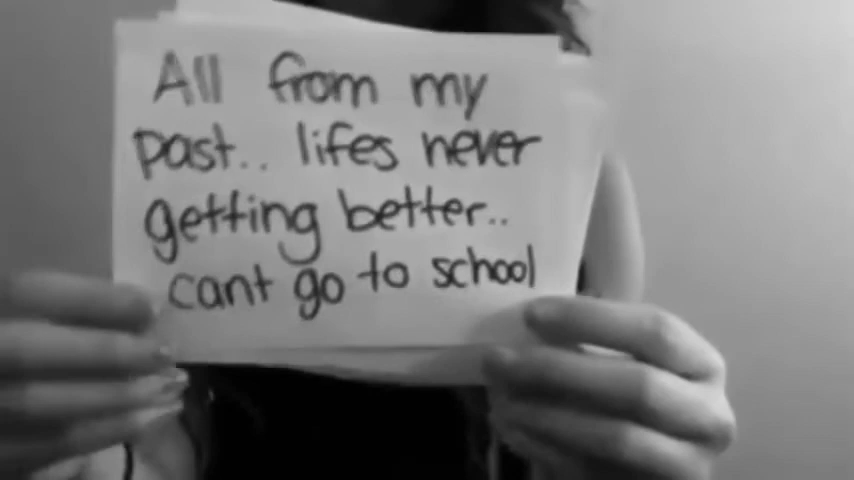 All from my
past.. lifes never
getting better..
cant go to school